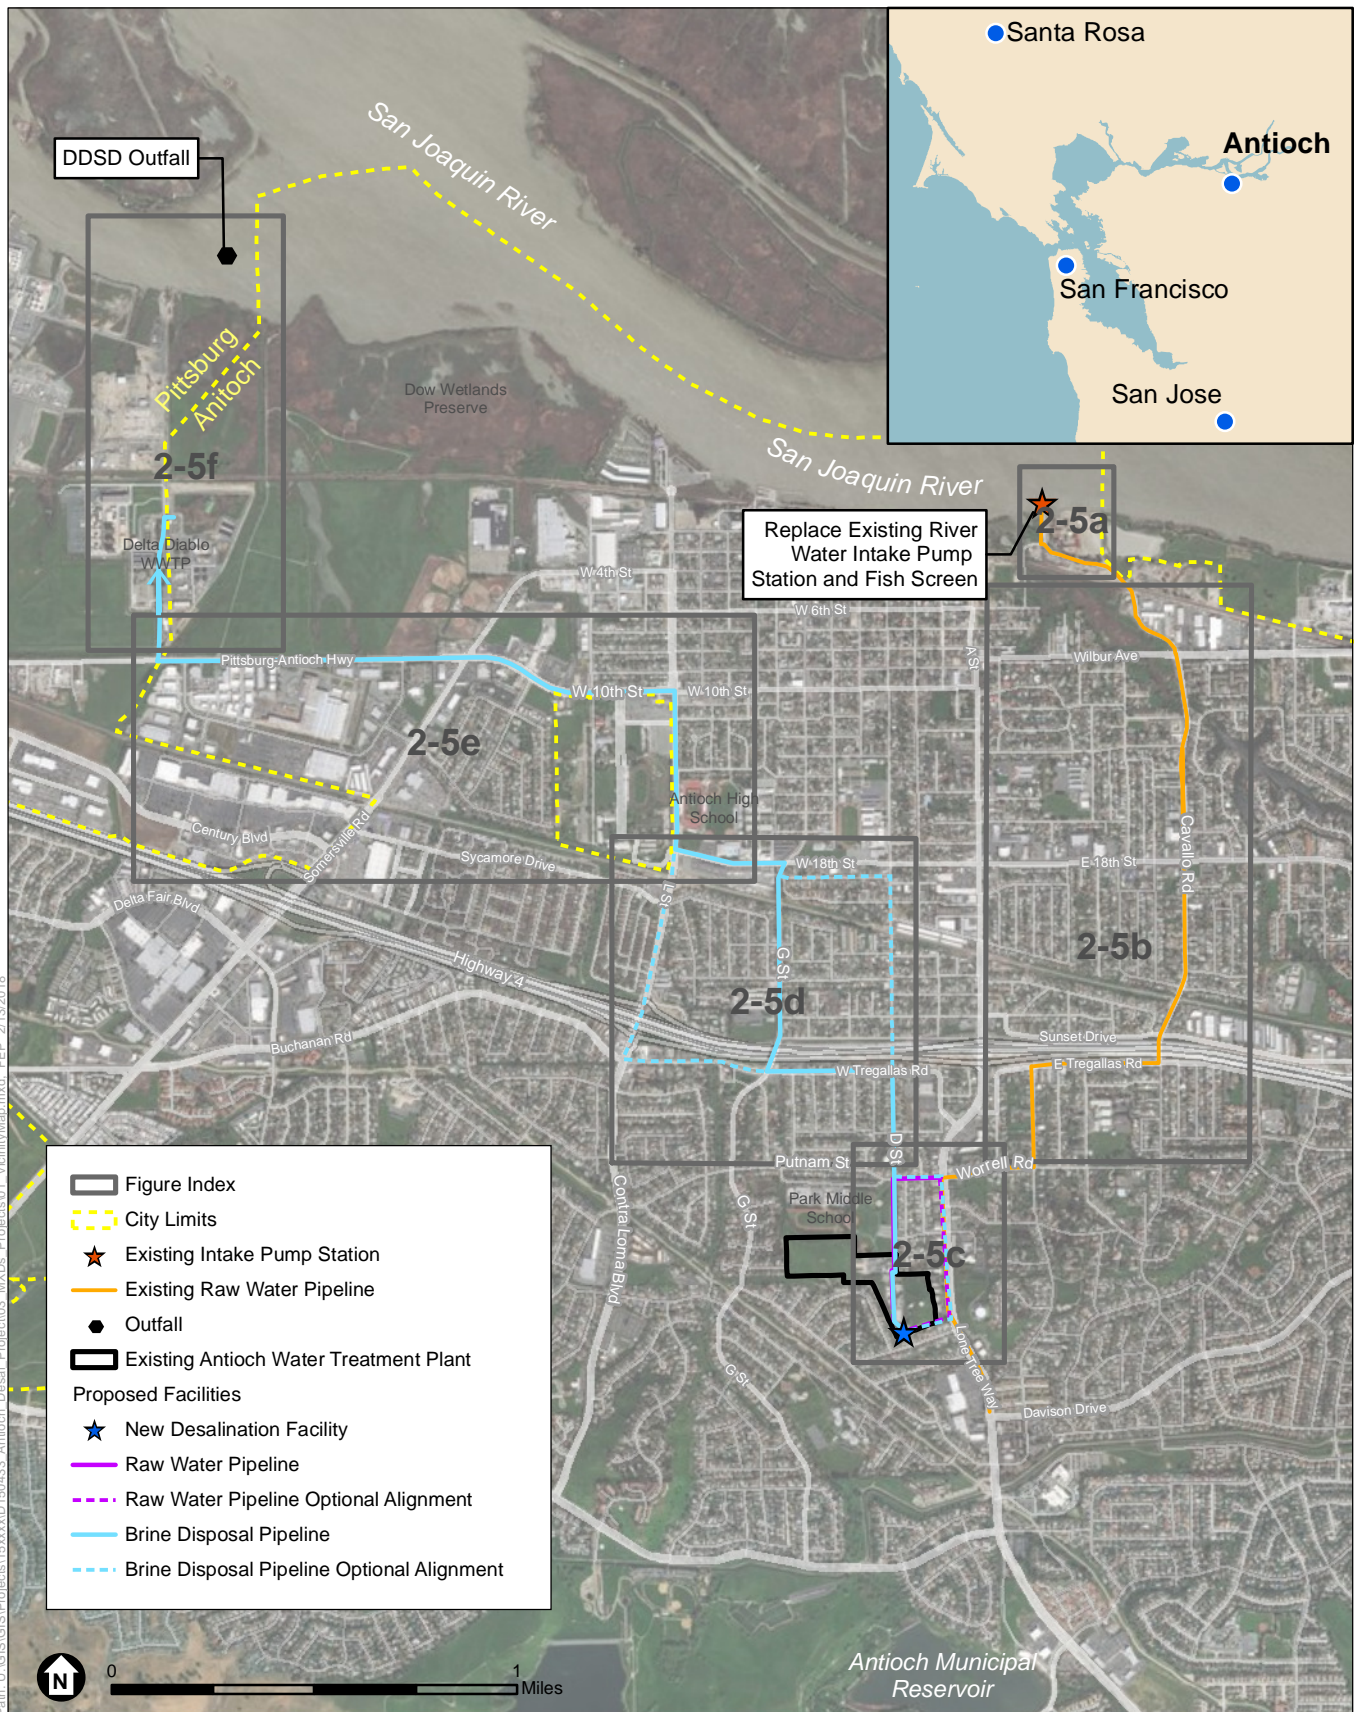 Santa Rosa
Antioch
San Francisco
San Jose
DDSD Outfall
San Joaquin River
Pittsburg
Anitoch
Dow Wetlands
Preserve
San Joaquin River
2-5f
2-5a
Replace Existing River
Water Intake Pump
Station and Fish Screen
Delta Diablo
WWTP
W 4th St
W 6th St
A St
Wilbur Ave
Pittsburg-Antioch Hwy
W 10th St
W 10th St
2-5e
Antioch High
School
Century Blvd
Somersville Rd
Sycamore Drive
W 18th St
E 18th St
Cavallo Rd
Delta Fair Blvd
L St
G St
2-5b
Highway 4
2-5d
Buchanan Rd
Sunset Drive
W Tregallas Rd
E Tregallas Rd
D St
Putnam St
Worrell Rd
Contra Loma Blvd
G St
Park Middle
School
2-5c
Lone Tree Way
G St
Davison Drive
Figure Index
City Limits
Existing Intake Pump Station
Existing Raw Water Pipeline
Outfall
Existing Antioch Water Treatment Plant
Proposed Facilities
New Desalination Facility
Raw Water Pipeline
Raw Water Pipeline Optional Alignment
Brine Disposal Pipeline
Brine Disposal Pipeline Optional Alignment
N
0
1
Miles
Antioch Municipal
Reservoir